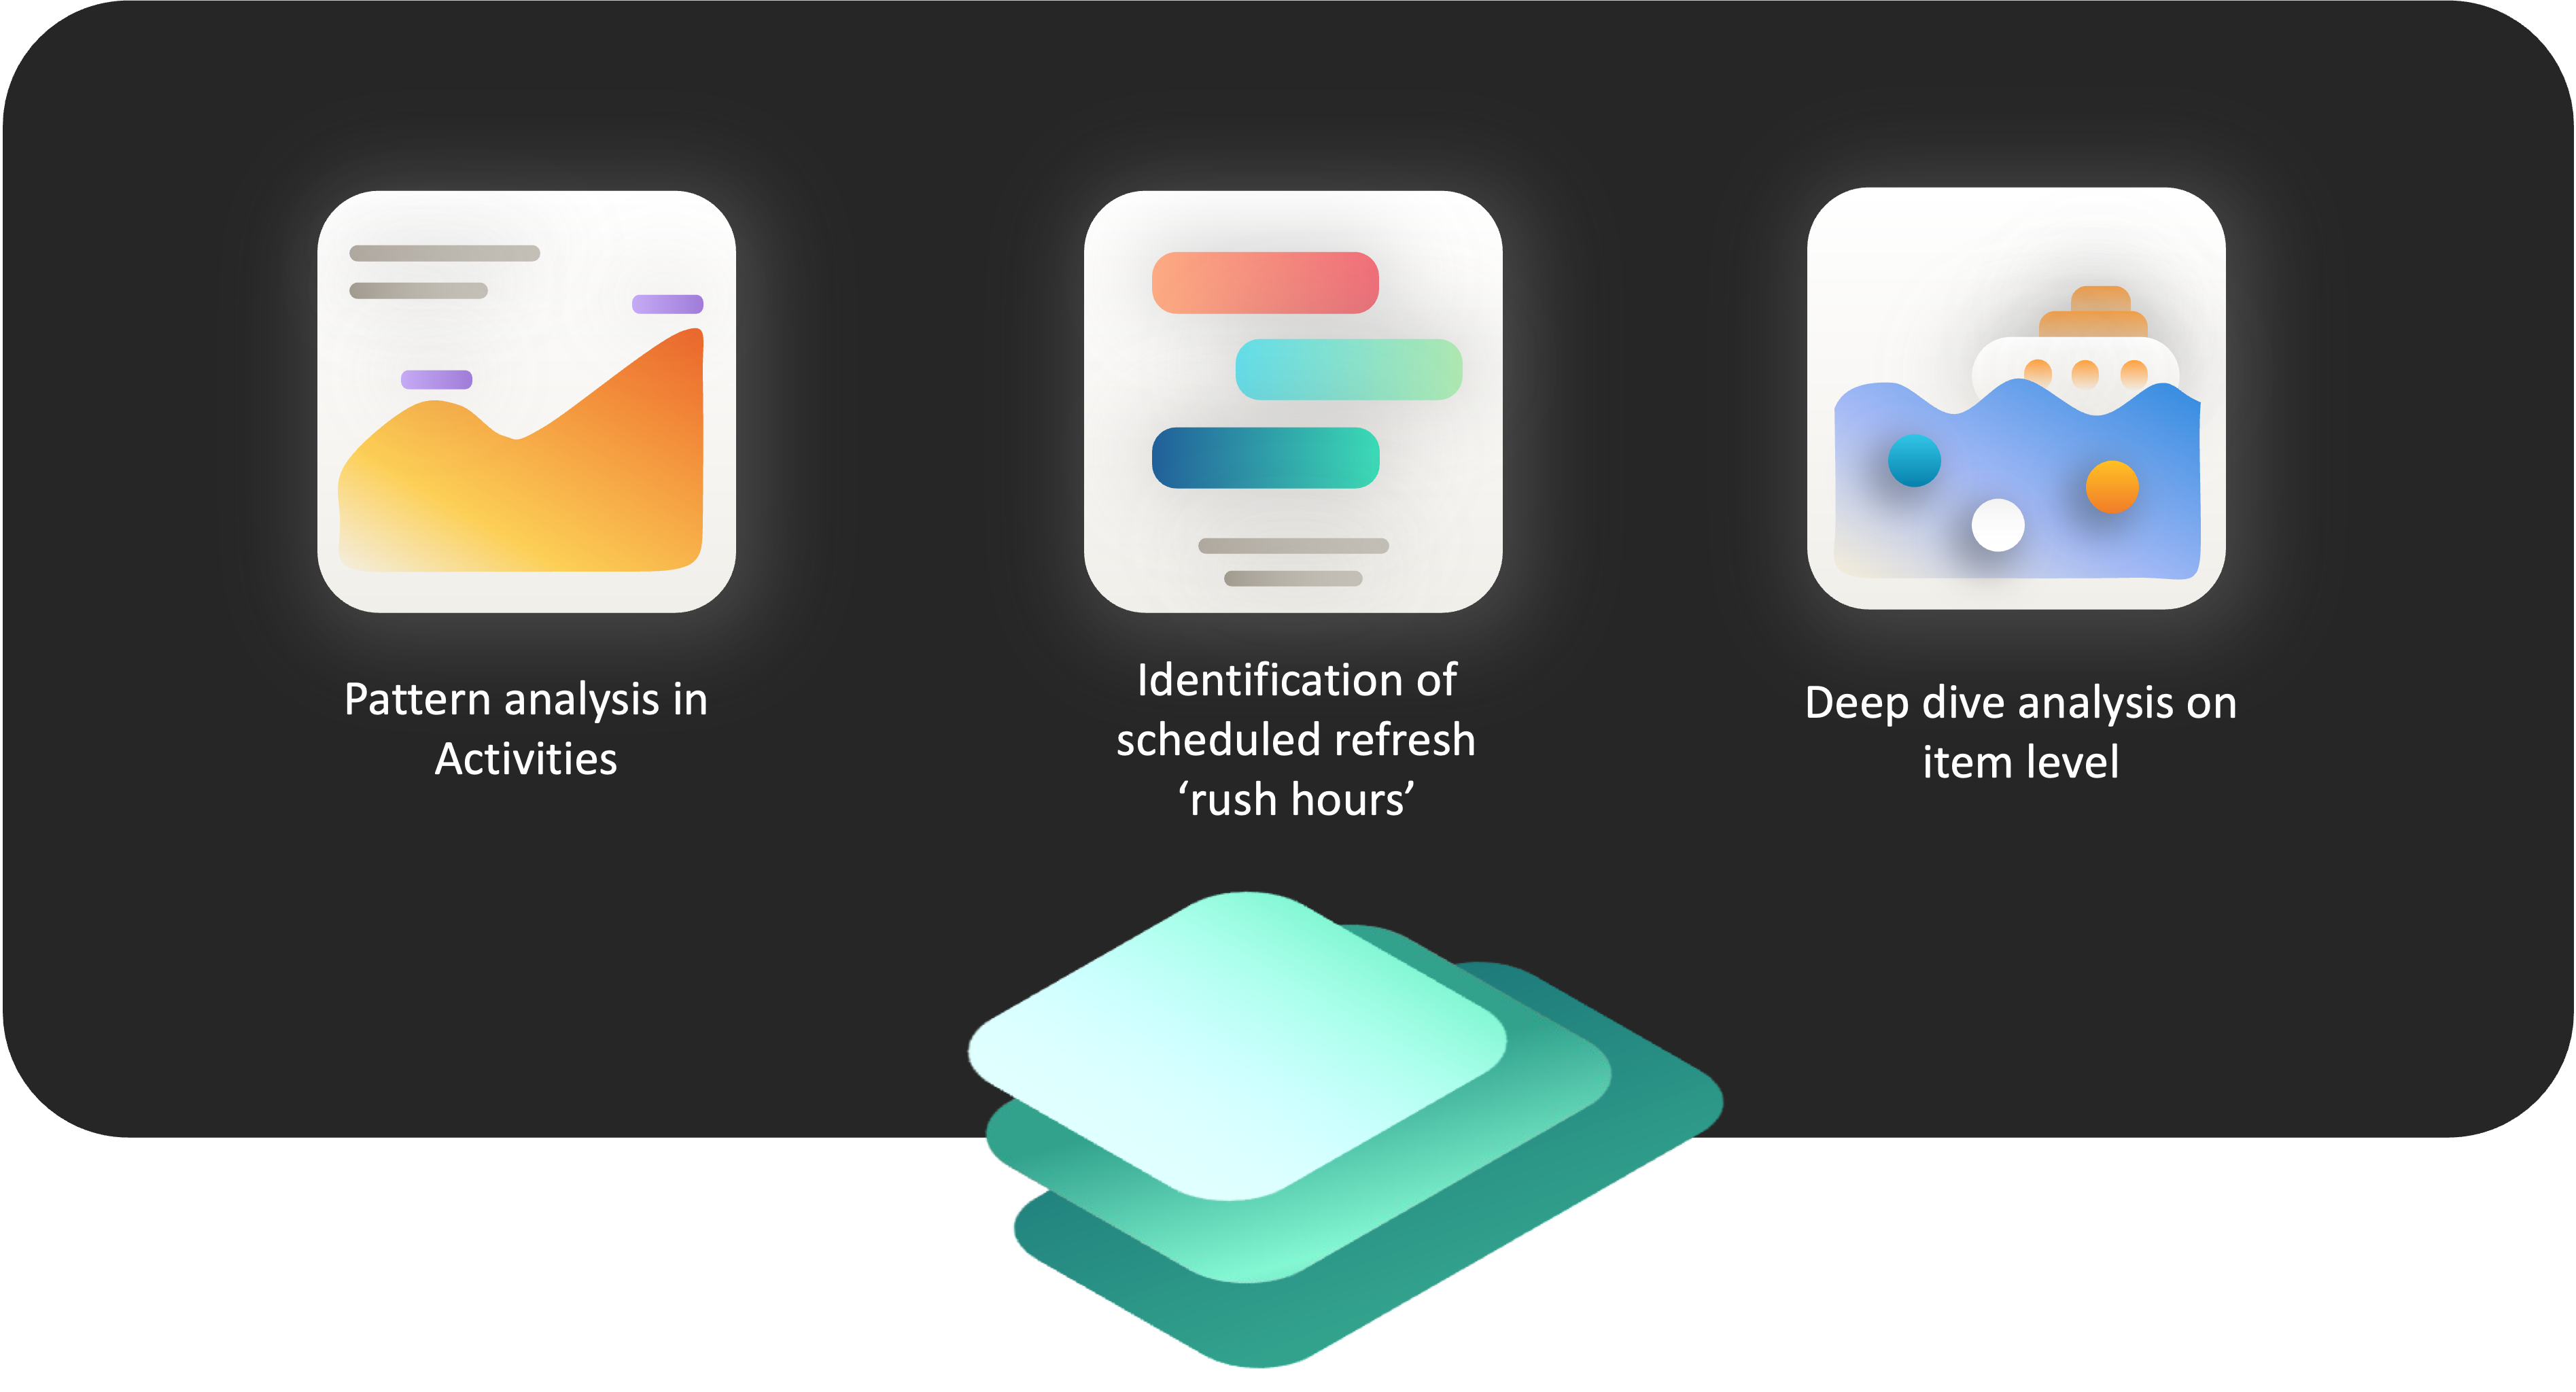 Pattern analysis in
Activities
Identification of
scheduled refresh
‘rush hours’
Deep dive analysis on
item level